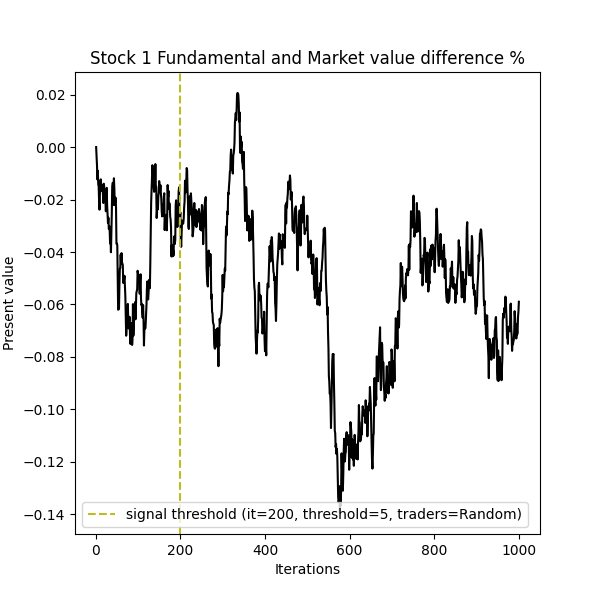 Stock 1 Fundamental and Market value difference %
0.02
0.00
−0.02
−0.04
−0.06
−0.08
−0.10
−0.12
−0.14
Present value
signal threshold (it=200, threshold=5, traders=Random)
0 200 400 600 800 1000
Iterations